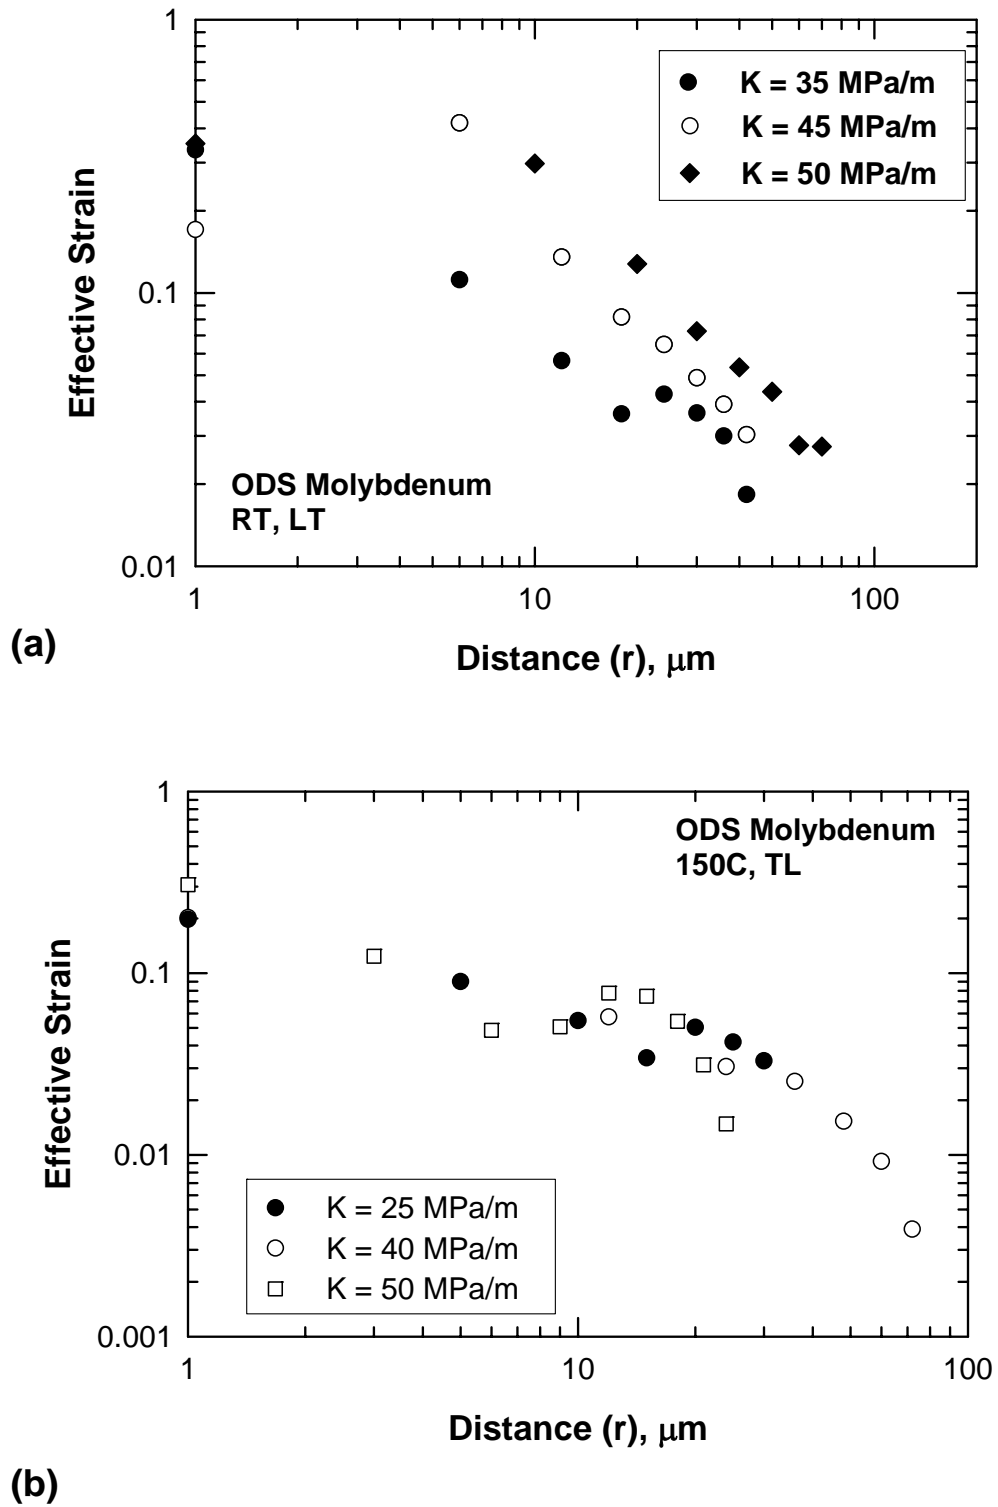 1
K = 35 MPa/m
K = 45 MPa/m
K = 50 MPa/m
Effective Strain
0.1
ODS Molybdenum
RT, LT
0.01
1
10
100
(a)
Distance (r), μm
1
ODS Molybdenum
150C, TL
0.1
Effective Strain
0.01
K = 25 MPa/m
K = 40 MPa/m
K = 50 MPa/m
0.001
1
10
100
Distance (r), μm
(b)